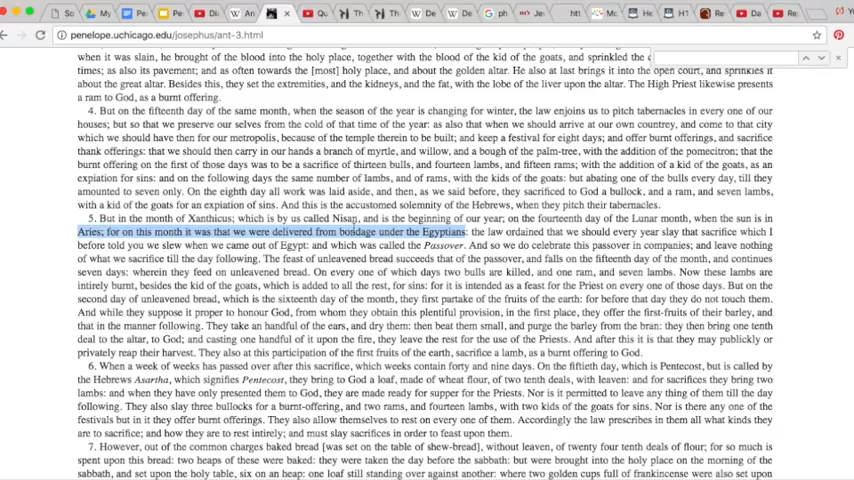 So
My
Pe
Pe
Di
An
Qu
Th
Th
De
De
ph
Jev
htt
Mo
He
H1
Re
Da
Re
penelope.uchicago.edu/josephus/ant-3.html
when it was slain, he brought of the blood into the holy place, together with the blood of the kid of the goats, and sprinkled the
times; as also its pavement; and as often towards the [most] holy place, and about the golden altar. He also at last brings it into the open court, and sprinkles it
about the great altar. Besides this, they set the extremities, and the kidneys, and the fat, with the lobe of the liver upon the altar. The High Priest likewise presents
a ram to God, as a burnt offering.
4. But on the fifteenth day of the same month, when the season of the year is changing for winter, the law enjoins us to pitch tabernacles in every one of our
houses; but so that we preserve our selves from the cold of that time of the year: as also that when we should arrive at our own countrey, and come to that city
which we should have then for our metropolis, because of the temple therein to be built; and keep a festival for eight days; and offer burnt offerings, and sacrifice
thank offerings: that we should then carry in our hands a branch of myrtle, and willow, and a bough of the palm-tree, with the addition of the pomecitron; that the
burnt offering on the first of those days was to be a sacrifice of thirteen bulls, and fourteen lambs, and fifteen rams; with the addition of a kid of the goats, as an
expiation for sins: and on the following days the same number of lambs, and of rams, with the kids of the goats: but abating one of the bulls every day, till they
amounted to seven only. On the eighth day all work was laid aside, and then, as we said before, they sacrificed to God a bullock, and a ram, and seven lambs,
with a kid of the goats for an expiation of sins. And this is the accustomed solemnity of the Hebrews, when they pitch their tabernacles.
5. But in the month of Xanthicus; which is by us called Nisan, and is the beginning of our year; on the fourteenth day of the Lunar month, when the sun is in
Aries; for on this month it was that we were delivered from bondage under the Egyptians: the law ordained that we should every year slay that sacrifice which I
before told you we slew when we came out of Egypt: and which was called the Passover. And so we do celebrate this passover in companies; and leave nothing
of what we sacrifice till the day following. The feast of unleavened bread succeeds that of the passover, and falls on the fifteenth day of the month, and continues
seven days: wherein they feed on unleavened bread. On every one of which days two bulls are killed, and one ram, and seven lambs. Now these lambs are
intirely burnt, besides the kid of the goats, which is added to all the rest, for sins: for it is intended as a feast for the Priest on every one of those days. But on the
second day of unleavened bread, which is the sixteenth day of the month, they first partake of the fruits of the earth: for before that day they do not touch them.
And while they suppose it proper to honour God, from whom they obtain this plentiful provision, in the first place, they offer the first-fruits of their barley, and
that in the manner following. They take an handful of the ears, and dry them: then beat them small, and purge the barley from the bran: they then bring one tenth
deal to the altar, to God; and casting one handful of it upon the fire, they leave the rest for the use of the Priests. And after this it is that they may publickly or
privately reap their harvest. They also at this participation of the first fruits of the earth, sacrifice a lamb, as a burnt offering to God.
6. When a week of weeks has passed over after this sacrifice, which weeks contain forty and nine days. On the fiftieth day, which is Pentecost, but is called by
the Hebrews Asartha, which signifies Pentecost, they bring to God a loaf, made of wheat flour, of two tenth deals, with leaven: and for sacrifices they bring two
lambs: and when they have only presented them to God, they are made ready for supper for the Priests. Nor is it permitted to leave any thing of them till the day
following. They also slay three bullocks for a burnt-offering, and two rams, and fourteen lambs, with two kids of the goats for sins. Nor is there any one of the
festivals but in it they offer burnt offerings. They also allow themselves to rest on every one of them. Accordingly the law prescribes in them all what kinds they
are to sacrifice; and how they are to rest intirely; and must slay sacrifices in order to feast upon them.
7. However, out of the common charges baked bread [was set on the table of shew-bread], without leaven, of twenty four tenth deals of flour; for so much is
spent upon this bread: two heaps of these were baked: they were taken the day before the sabbath: but were brought into the holy place on the morning of the
sabbath, and set upon the holy table, six on an heap: one loaf still standing over against another: where two golden cups full of frankincense were also set upon